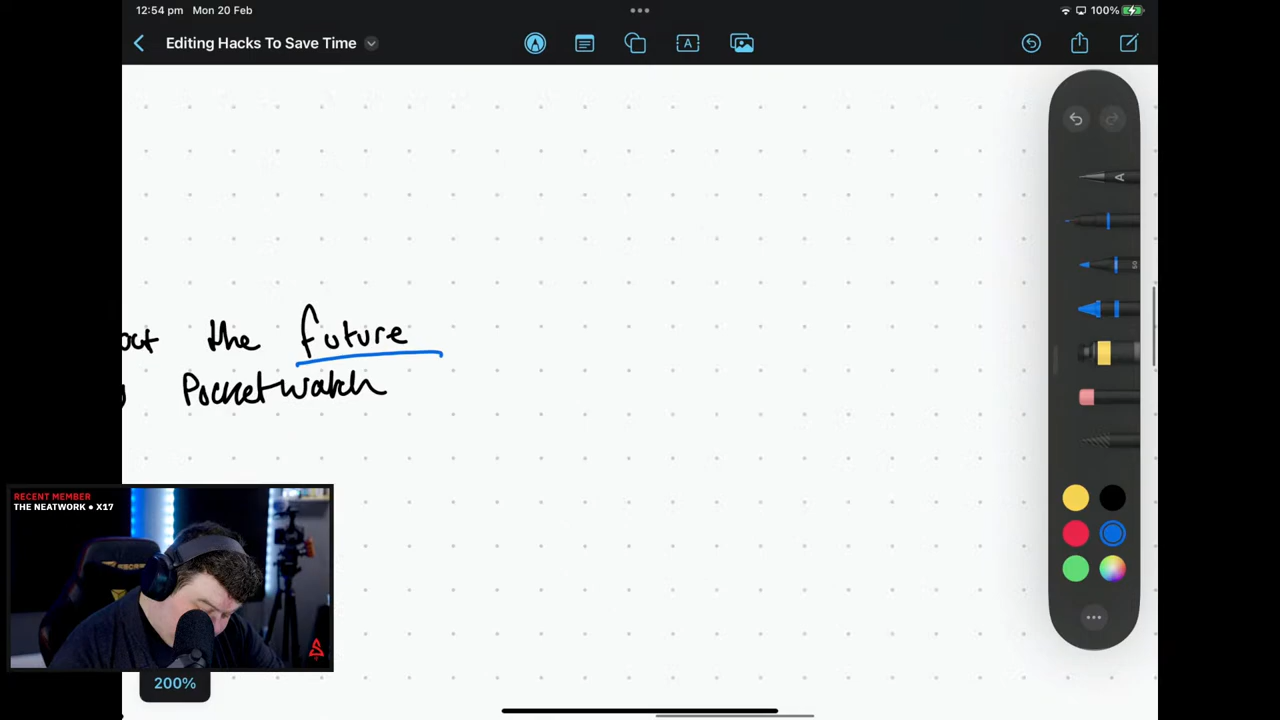 12:54 pm Mon 20 Feb
100%
Editing Hacks To Save Time
A
A
50
the future
Pocketwatch
RECENT MEMBER
THE NEATWORK ● X17
200%